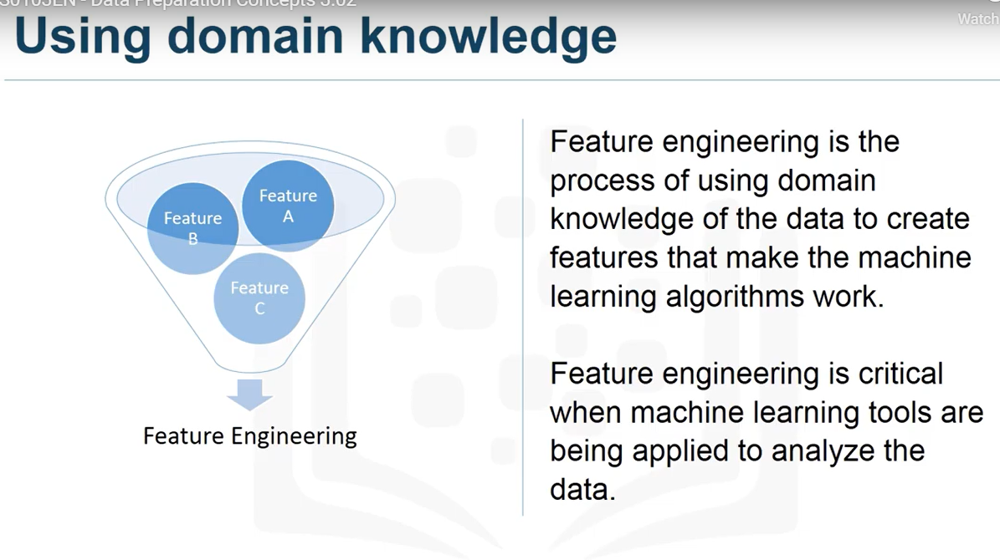 Data Preparation Concepts 3.02
Watch
Using domain knowledge
Feature
A
Feature
B
Feature
C
Feature Engineering
Feature engineering is the
process of using domain
knowledge of the data to create
features that make the machine
learning algorithms work.
Feature engineering is critical
when machine learning tools are
being applied to analyze the
data.